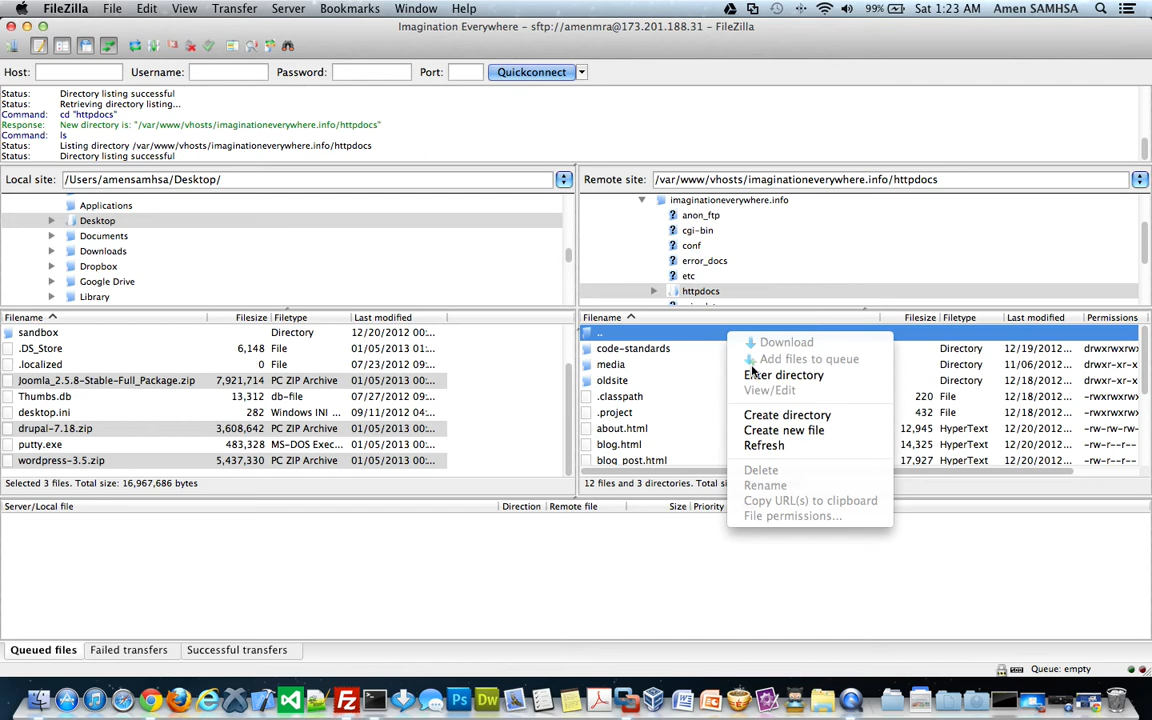 FileZilla File Edit View Transfer Server Bookmarks Window Help 99% Sat 1:23 AM Amen SAMHSA
Imagination Everywhere - sftp://amenmra@173.201.188.31 - FileZilla
Host: Username: Password: Port: Quickconnect
Status: Directory listing successful
Status: Retrieving directory listing...
Command: cd "httpdocs"
Response: New directory is: "/var/www/vhosts/imaginationeverywhere.info/httpdocs"
Command: ls
Status: Listing directory /var/www/vhosts/imaginationeverywhere.info/httpdocs
Status: Directory listing successful
Local site: /Users/amensamhsa/Desktop/
Applications
Desktop
Documents
Downloads
Dropbox
Google Drive
Library
Remote site: /var/www/vhosts/imaginationeverywhere.info/httpdocs
imaginationeverywhere.info
anon_ftp
cgi-bin
conf
error_docs
etc
httpdocs
Filename Filesize Filetype Last modified
sandbox Directory 12/20/2012 00:...
.DS_Store 6,148 File 01/05/2013 01:...
.localized 0 File 07/23/2012 09:...
Joomla_2.5.8-Stable-Full_Package.zip 7,921,714 PC ZIP Archive 01/05/2013 00:...
Thumbs.db 13,312 db-file 01/05/2013 00:...
desktop.ini 282 Windows INI ... 09/11/2012 04:...
drupal-7.18.zip 3,608,642 PC ZIP Archive 01/05/2013 00:...
putty.exe 483,328 MS-DOS Exec... 01/05/2013 00:...
wordpress-3.5.zip 5,437,330 PC ZIP Archive 01/05/2013 00:...
Selected 3 files. Total size: 16,967,686 bytes
Filename Filesize Filetype Last modified Permissions
..
code-standards Directory 12/19/2012... drwxrwxrwx
media Directory 11/06/2012... drwxr-xr-x
oldsite Directory 12/20/2012... drwxrwxrwx
.classpath 220 File 12/20/2012... -rwxrwxrwx
.project 432 File 12/20/2012... -rwxrwxrwx
about.html 12,945 HyperText 12/20/2012... -rw-r--r--
blog.html 14,325 HyperText 12/20/2012... -rw-r--r--
blog_post.html 17,927 HyperText 12/20/2012... -rw-r--r--
12 files and 3 directories. Total si
Download
Add files to queue
Enter directory
View/Edit
Create directory
Create new file
Refresh
Delete
Rename
Copy URL(s) to clipboard
File permissions...
Server/Local file Direction Remote file Size Priority
Queued files Failed transfers Successful transfers
Queue: empty